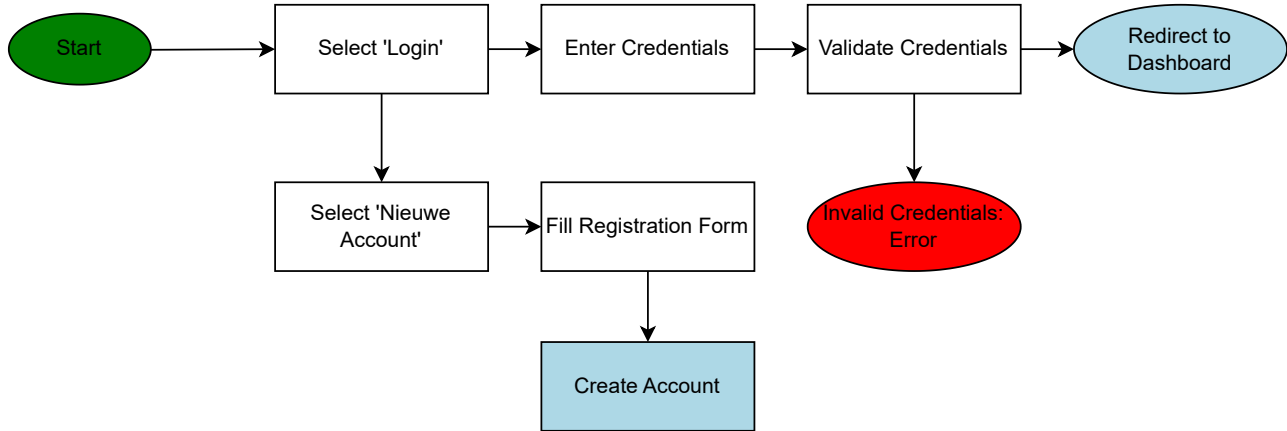 Start
Select 'Login'
Enter Credentials
Validate Credentials
Redirect to
Dashboard
Select 'Nieuwe
Account'
Fill Registration Form
Invalid Credentials:
Error
Create Account